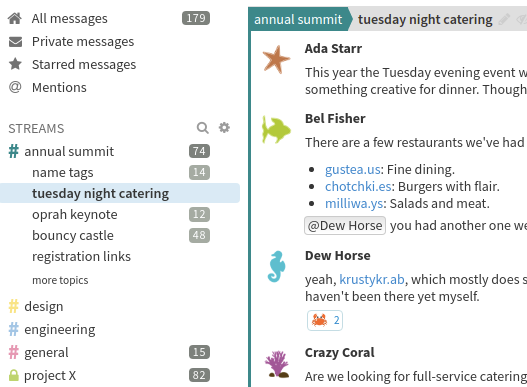 All messages 179
Private messages
Starred messages
Mentions
STREAMS
# annual summit 74
name tags 14
tuesday night catering
oprah keynote 12
bouncy castle 48
registration links
more topics
# design
# engineering
# general 15
project X 82
annual summit tuesday night catering
Ada Starr
This year the Tuesday evening event w
something creative for dinner. Though
Bel Fisher
There are a few restaurants we've had
• gustea.us: Fine dining.
• chotchki.es: Burgers with flair.
• milliwa.ys: Salads and meat.
@Dew Horse you had another one we
Dew Horse
yeah, krustykr.ab, which mostly does s
haven't been there yet myself.
2
Crazy Coral
Are we looking for full-service catering